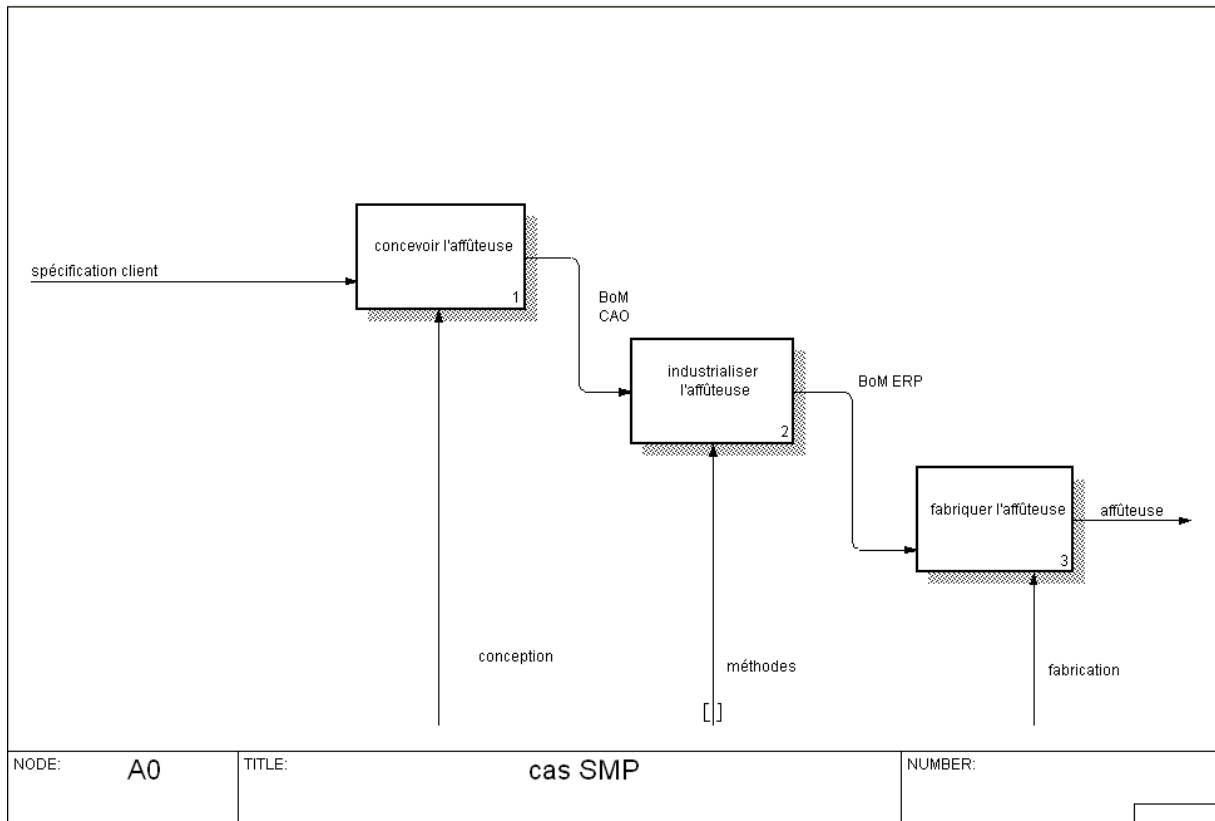 concevoir l'affûteuse
1
spécification client
BoM
CAO
industrialiser
l'affûteuse
2
BoM ERP
fabriquer l'affûteuse
3
affûteuse
conception
méthodes
fabrication
[ ]
NODE: A0
TITLE: cas SMP
NUMBER: